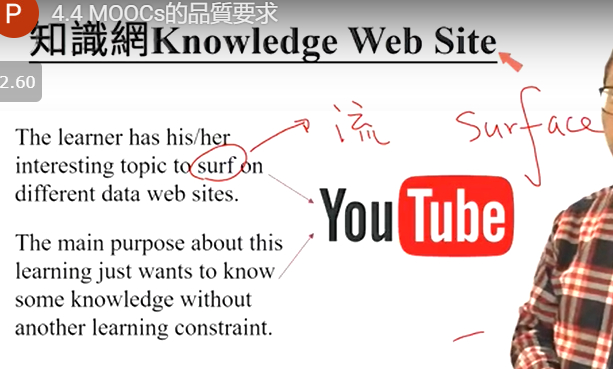 P
4.4 MOOCs的品質要求
知識網Knowledge Web Site
2.60
流 surface
The learner has his/her
interesting topic to surf on
different data web sites.
YouTube
The main purpose about this
learning just wants to know
some knowledge without
another learning constraint.